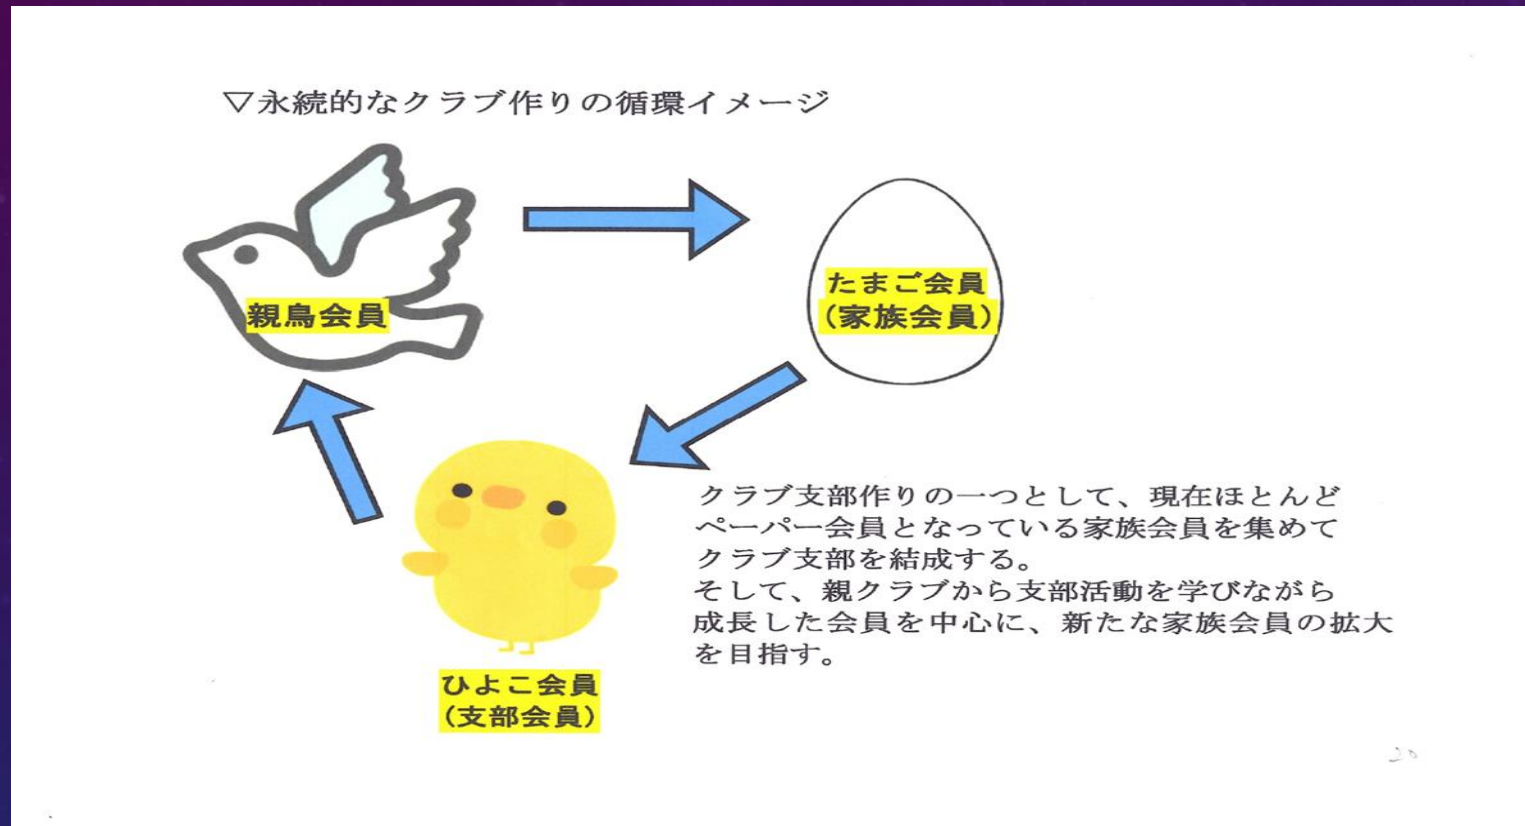 ▽永続的なクラブ作りの循環イメージ
親鳥会員
たまご会員
（家族会員）
クラブ支部作りの一つとして、現在ほとんど
ペーパー会員となっている家族会員を集めて
クラブ支部を結成する。
そして、親クラブから支部活動を学びながら
成長した会員を中心に、新たな家族会員の拡大
を目指す。
ひよこ会員
（支部会員）
20